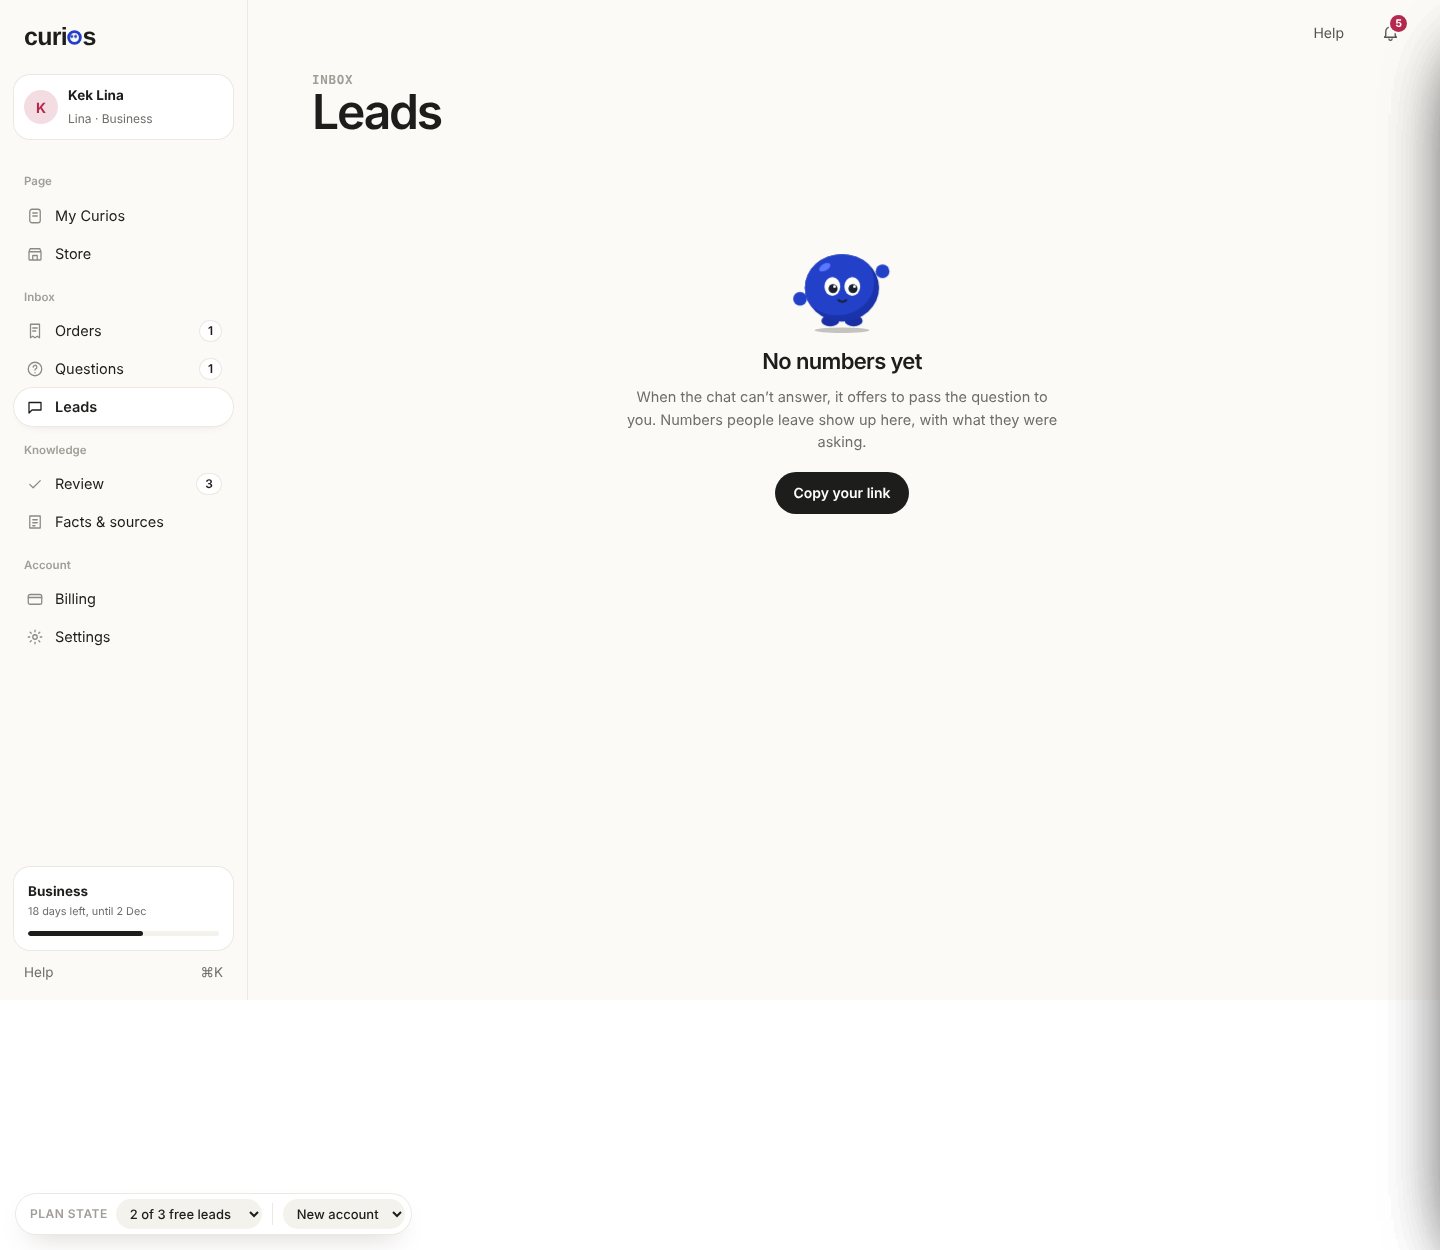 curios
K
Kek Lina
Lina · Business
Page
My Curios
Store
Inbox
Orders 1
Questions 1
Leads
Knowledge
Review 3
Facts & sources
Account
Billing
Settings
Business
18 days left, until 2 Dec
Help ⌘K
Help 5
INBOX
Leads
No numbers yet
When the chat can’t answer, it offers to pass the question to
you. Numbers people leave show up here, with what they were
asking.
Copy your link
PLAN STATE 2 of 3 free leads New account